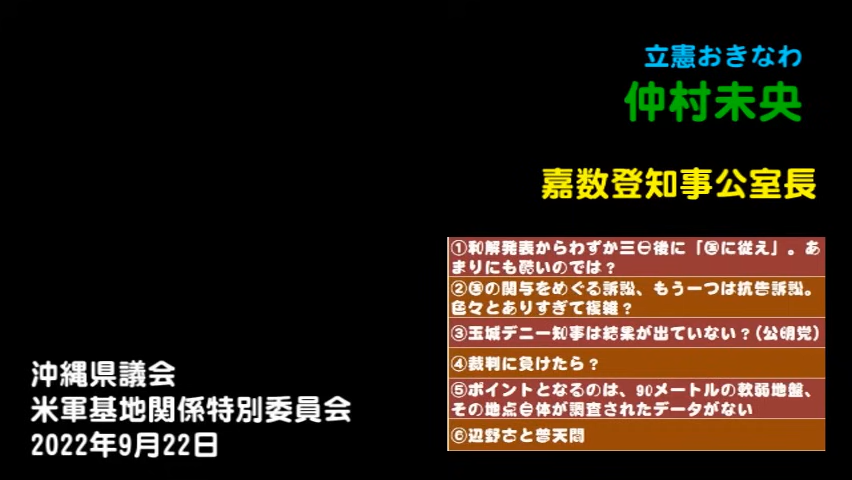 立憲おきなわ
仲村未央
嘉数登知事公室長
①和解発表からわずか三日後に「国に従え」。あ
まりにも酷いのでは?
②国の関与をめぐる訴訟、もう一つは抗告訴訟。
色々とありすぎて複雑?
③玉城デニー知事は結果が出ていない?(公明党)
④裁判に負けたら?
⑤ポイントとなるのは、90メートルの軟弱地盤、
その地点自体が調査されたデータがない
⑥辺野古と普天間
沖縄県議会
米軍基地関係特別委員会
2022年9月22日